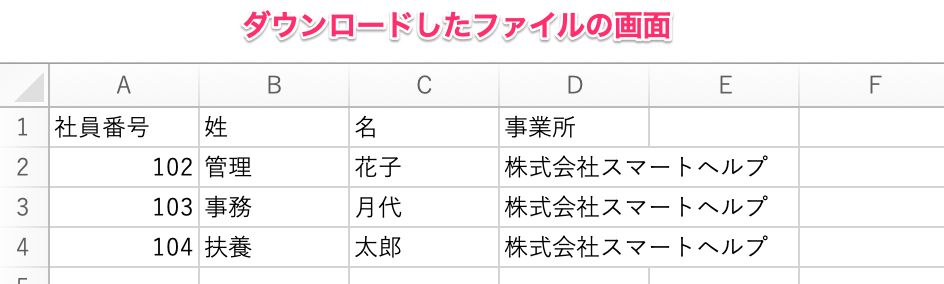 ダウンロードしたファイルの画面
A B C D E F
1 社員番号 姓 名 事業所
2 102 管理 花子 株式会社スマートヘルプ
3 103 事務 月代 株式会社スマートヘルプ
4 104 扶養 太郎 株式会社スマートヘルプ